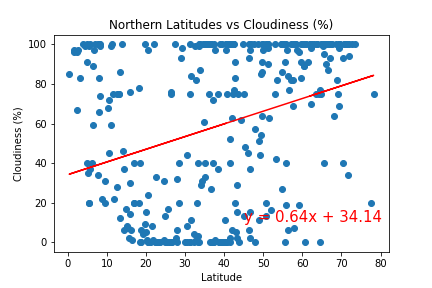 Northern Latitudes vs Cloudiness (%)
100
80
60
40
20
0
Cloudiness (%)
y = 0.64x + 34.14
0 10 20 30 40 50 60 70 80
Latitude